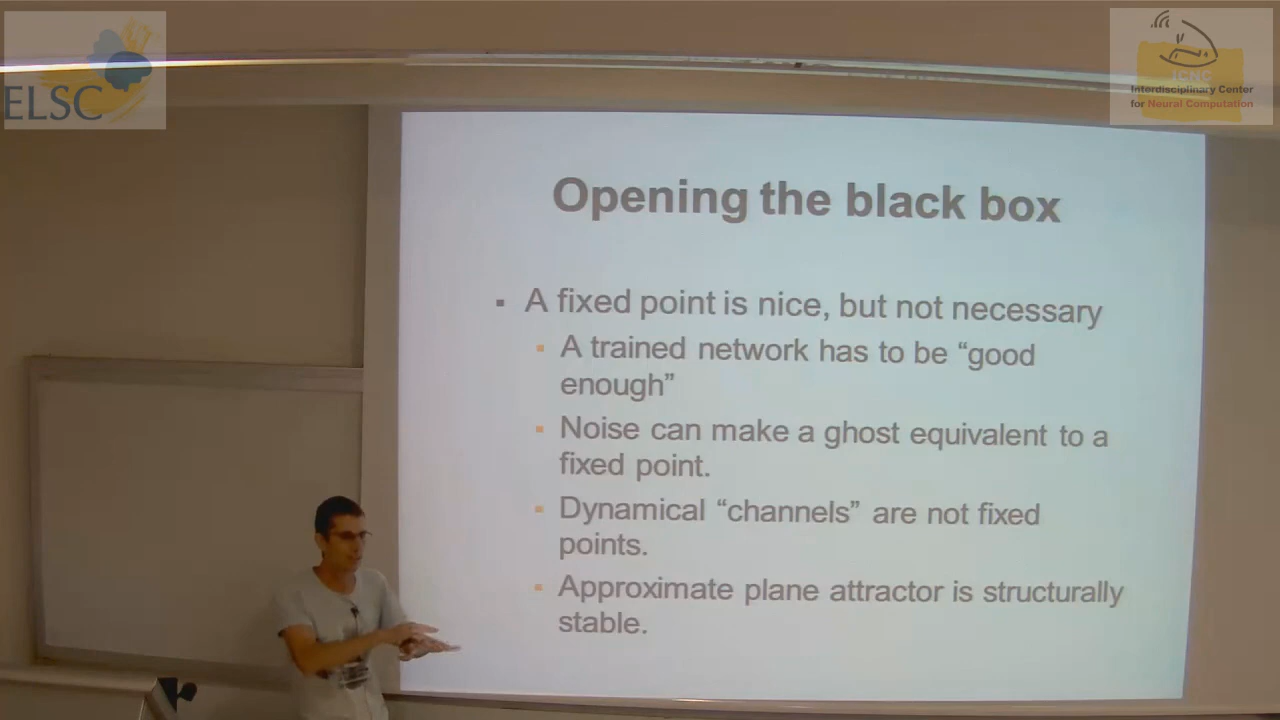 ELSC
ICNC
Interdisciplinary Center
for Neural Computation
Opening the black box
▪ A fixed point is nice, but not necessary
▪ A trained network has to be “good
enough”
▪ Noise can make a ghost equivalent to a
fixed point.
▪ Dynamical “channels” are not fixed
points.
▪ Approximate plane attractor is structurally
stable.